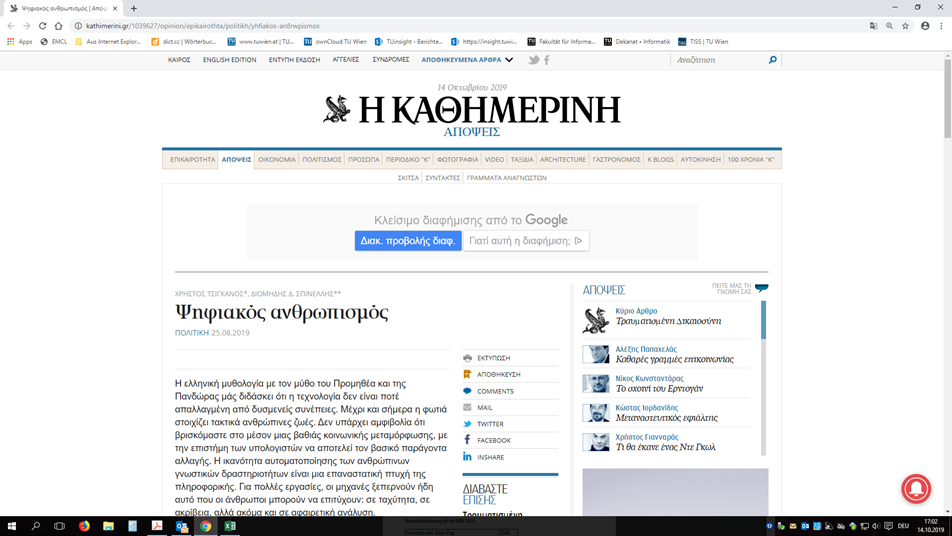 Ψηφιακός ανθρωπισμός | Απόψ
kathimerini.gr/1039627/opinion/epikairothta/politikh/yhfiakos-an8rwpismos
Apps EMCL Aus Internet Explor... dict.cc | Wörterbuc... www.tuwien.at | TU... ownCloud TU Wien TUinsight - Berichte... https://insight.tuwi... Fakultät für Informa... Dekanat • Informatik TISS | TU Wien
ΚΑΙΡΟΣ ENGLISH EDITION ΕΝΤΥΠΗ ΕΚΔΟΣΗ ΑΓΓΕΛΙΕΣ ΣΥΝΔΡΟΜΕΣ ΑΠΟΘΗΚΕΥΜΕΝΑ ΑΡΘΡΑ Αναζήτηση
14 Οκτωβρίου 2019
Η ΚΑΘΗΜΕΡΙΝΗ
ΑΠΟΨΕΙΣ
ΕΠΙΚΑΙΡΟΤΗΤΑ ΑΠΟΨΕΙΣ ΟΙΚΟΝΟΜΙΑ ΠΟΛΙΤΙΣΜΟΣ ΠΡΟΣΩΠΑ ΠΕΡΙΟΔΙΚΟ "Κ" ΦΩΤΟΓΡΑΦΙΑ VIDEO ΤΑΞΙΔΙΑ ARCHITECTURE ΓΑΣΤΡΟΝΟΜΟΣ K BLOGS ΑΥΤΟΚΙΝΗΣΗ 100 ΧΡΟΝΙΑ "Κ"
ΣΚΙΤΣΑ ΣΥΝΤΑΚΤΕΣ ΓΡΑΜΜΑΤΑ ΑΝΑΓΝΩΣΤΩΝ
Κλείσιμο διαφήμισης από το Google
Διακ. προβολής διαφ. Γιατί αυτή η διαφήμιση;
ΧΡΗΣΤΟΣ ΤΣΙΓΚΑΝΟΣ*, ΔΙΟΜΗΔΗΣ Δ. ΣΠΙΝΕΛΛΗΣ**
Ψηφιακός ανθρωπισμός
ΠΟΛΙΤΙΚΗ 25.08.2019
Η ελληνική μυθολογία με τον μύθο του Προμηθέα και της
Πανδώρας μάς διδάσκει ότι η τεχνολογία δεν είναι ποτέ
απαλλαγμένη από δυσμενείς συνέπειες. Μέχρι και σήμερα η φωτιά
στοιχίζει τακτικά ανθρώπινες ζωές. Δεν υπάρχει αμφιβολία ότι
βρισκόμαστε στο μέσον μιας βαθιάς κοινωνικής μεταμόρφωσης, με
την επιστήμη των υπολογιστών να αποτελεί τον βασικό παράγοντα
αλλαγής. Η ικανότητα αυτοματοποίησης των ανθρώπινων
γνωστικών δραστηριοτήτων είναι μια επαναστατική πτυχή της
πληροφορικής. Για πολλές εργασίες, οι μηχανές ξεπερνούν ήδη
αυτό που οι άνθρωποι μπορούν να επιτύχουν: σε ταχύτητα, σε
ακρίβεια, αλλά ακόμα και σε αφαιρετική ανάλυση.
ΕΚΤΥΠΩΣΗ
ΑΠΟΘΗΚΕΥΣΗ
COMMENTS
MAIL
TWITTER
FACEBOOK
INSHARE
ΔΙΑΒΑΣΤΕ
ΕΠΙΣΗΣ
Τραυματισμένη
ΑΠΟΨΕΙΣ
ΠΕΙΤΕ ΜΑΣ ΤΗ
ΓΝΩΜΗ ΣΑΣ
Κύριο Αρθρο
Τραυματισμένη Δικαιοσύνη
Αλέξης Παπαχελάς
Καθαρές γραμμές επικοινωνίας
Νίκος Κωνσταντάρας
Το σχοινί του Ερντογάν
Κώστας Ιορδανίδης
Μεταναστευτικός εφιάλτης
Χρήστος Γιανναράς
Τι θα έκανε ένας Ντε Γκωλ
DEU
17:02
14.10.2019